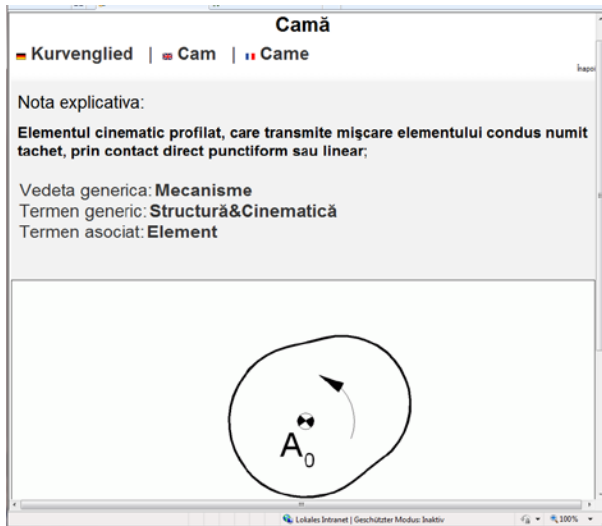 Camă
Kurvenglied | Cam | Came
Înapoi
Nota explicativa:
Elementul cinematic profilat, care transmite mişcare elementului condus numit
tachet, prin contact direct punctiform sau linear;
Vedeta generica: Mecanisme
Termen generic: Structură&Cinematică
Termen asociat: Element
A0
Lokales Intranet | Geschützter Modus: Inaktiv
100%